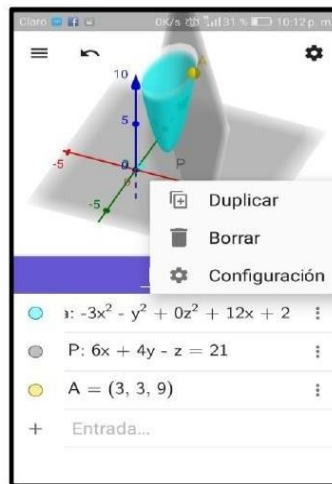 Claro 0K/s 31 % 10:12 p. m.
A
10
5
0
-5
P
-5
Duplicar
Borrar
Configuración
a: -3x² - y² + 0z² + 12x + 2
P: 6x + 4y - z = 21
A = (3, 3, 9)
+ Entrada...